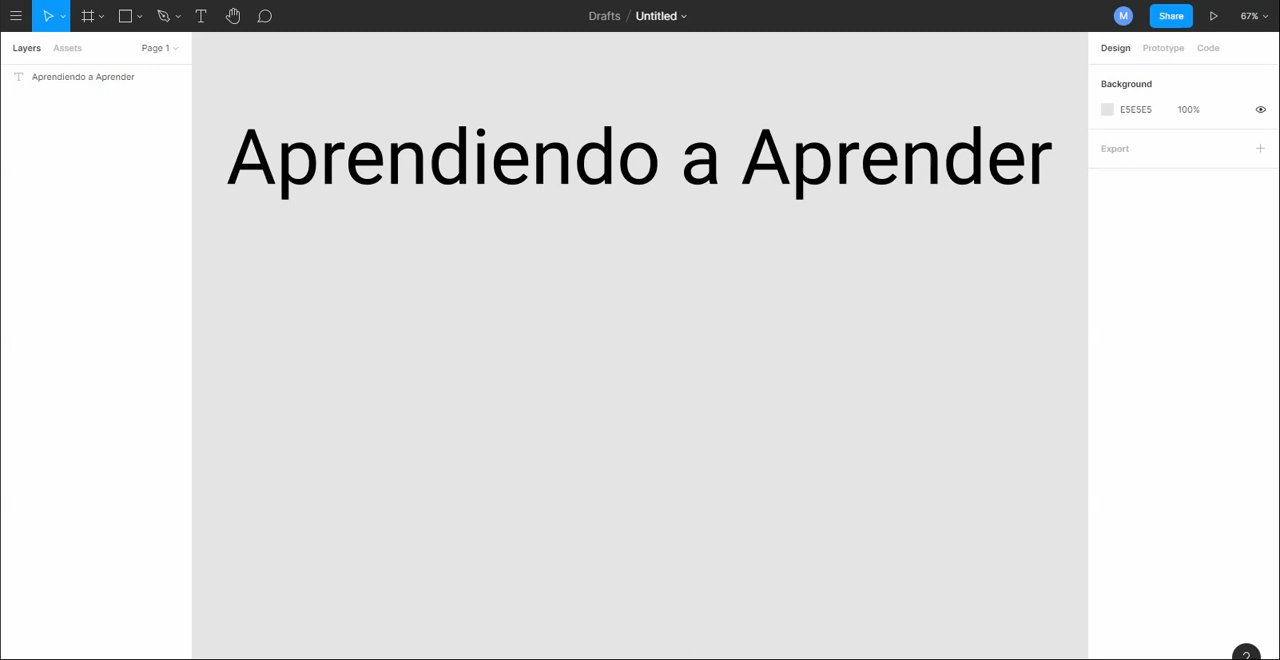 Drafts / Untitled
M
Share
67%
Layers
Assets
Page 1
Aprendiendo a Aprender
Aprendiendo a Aprender
Design
Prototype
Code
Background
E5E5E5
100%
Export
?